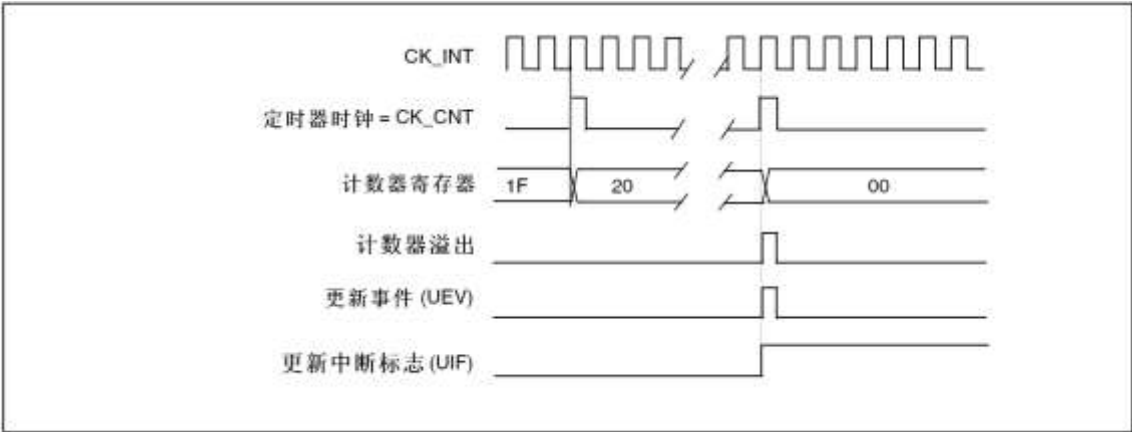 CK_INT
定时器时钟 = CK_CNT
计数器寄存器 1F 20 00
计数器溢出
更新事件 (UEV)
更新中断标志 (UIF)